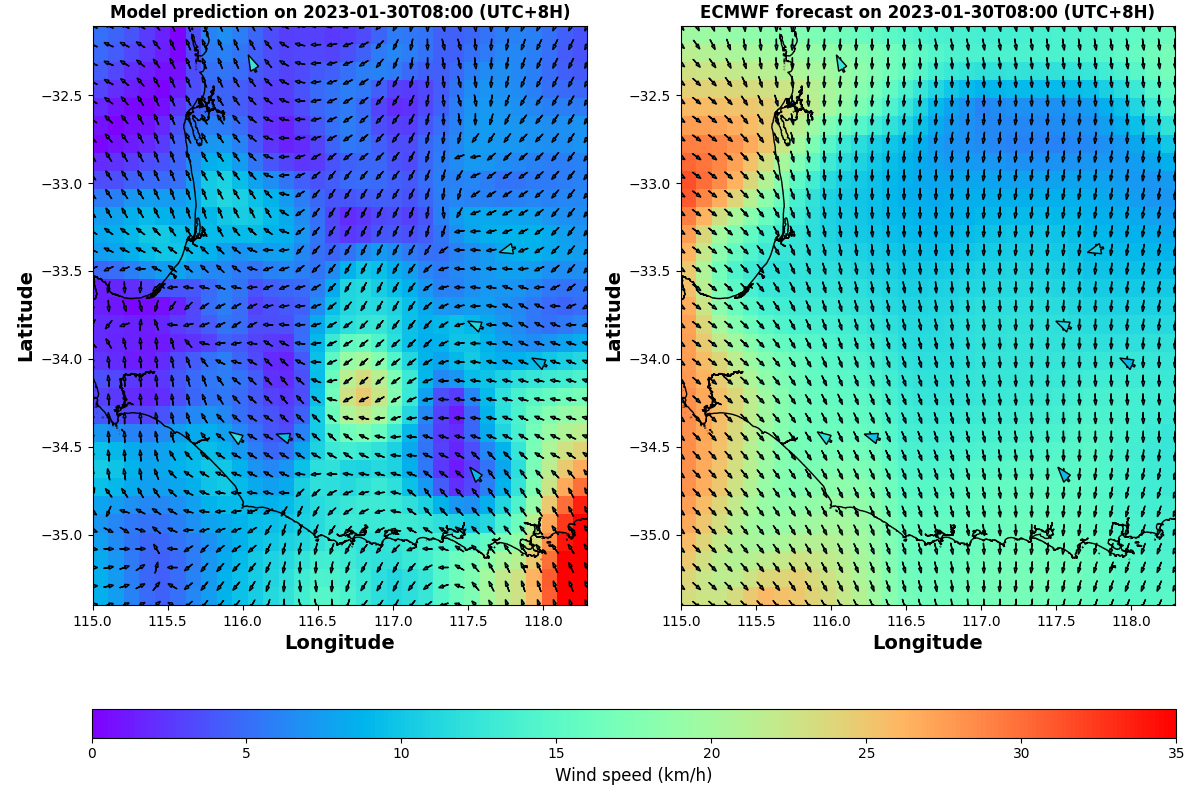 Model prediction on 2023-01-30T08:00 (UTC+8H)
ECMWF forecast on 2023-01-30T08:00 (UTC+8H)
Latitude
−32.5
−33.0
−33.5
−34.0
−34.5
−35.0
115.0 115.5 116.0 116.5 117.0 117.5 118.0
Longitude
Latitude
−32.5
−33.0
−33.5
−34.0
−34.5
−35.0
115.0 115.5 116.0 116.5 117.0 117.5 118.0
Longitude
0 5 10 15 20 25 30 35
Wind speed (km/h)